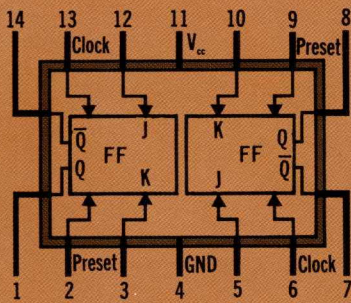 14 13 12 11 10 9 8
Clock V_cc Preset
J K
Q̅ Q
FF FF
Q Q̅
K J
Preset GND Clock
1 2 3 4 5 6 7